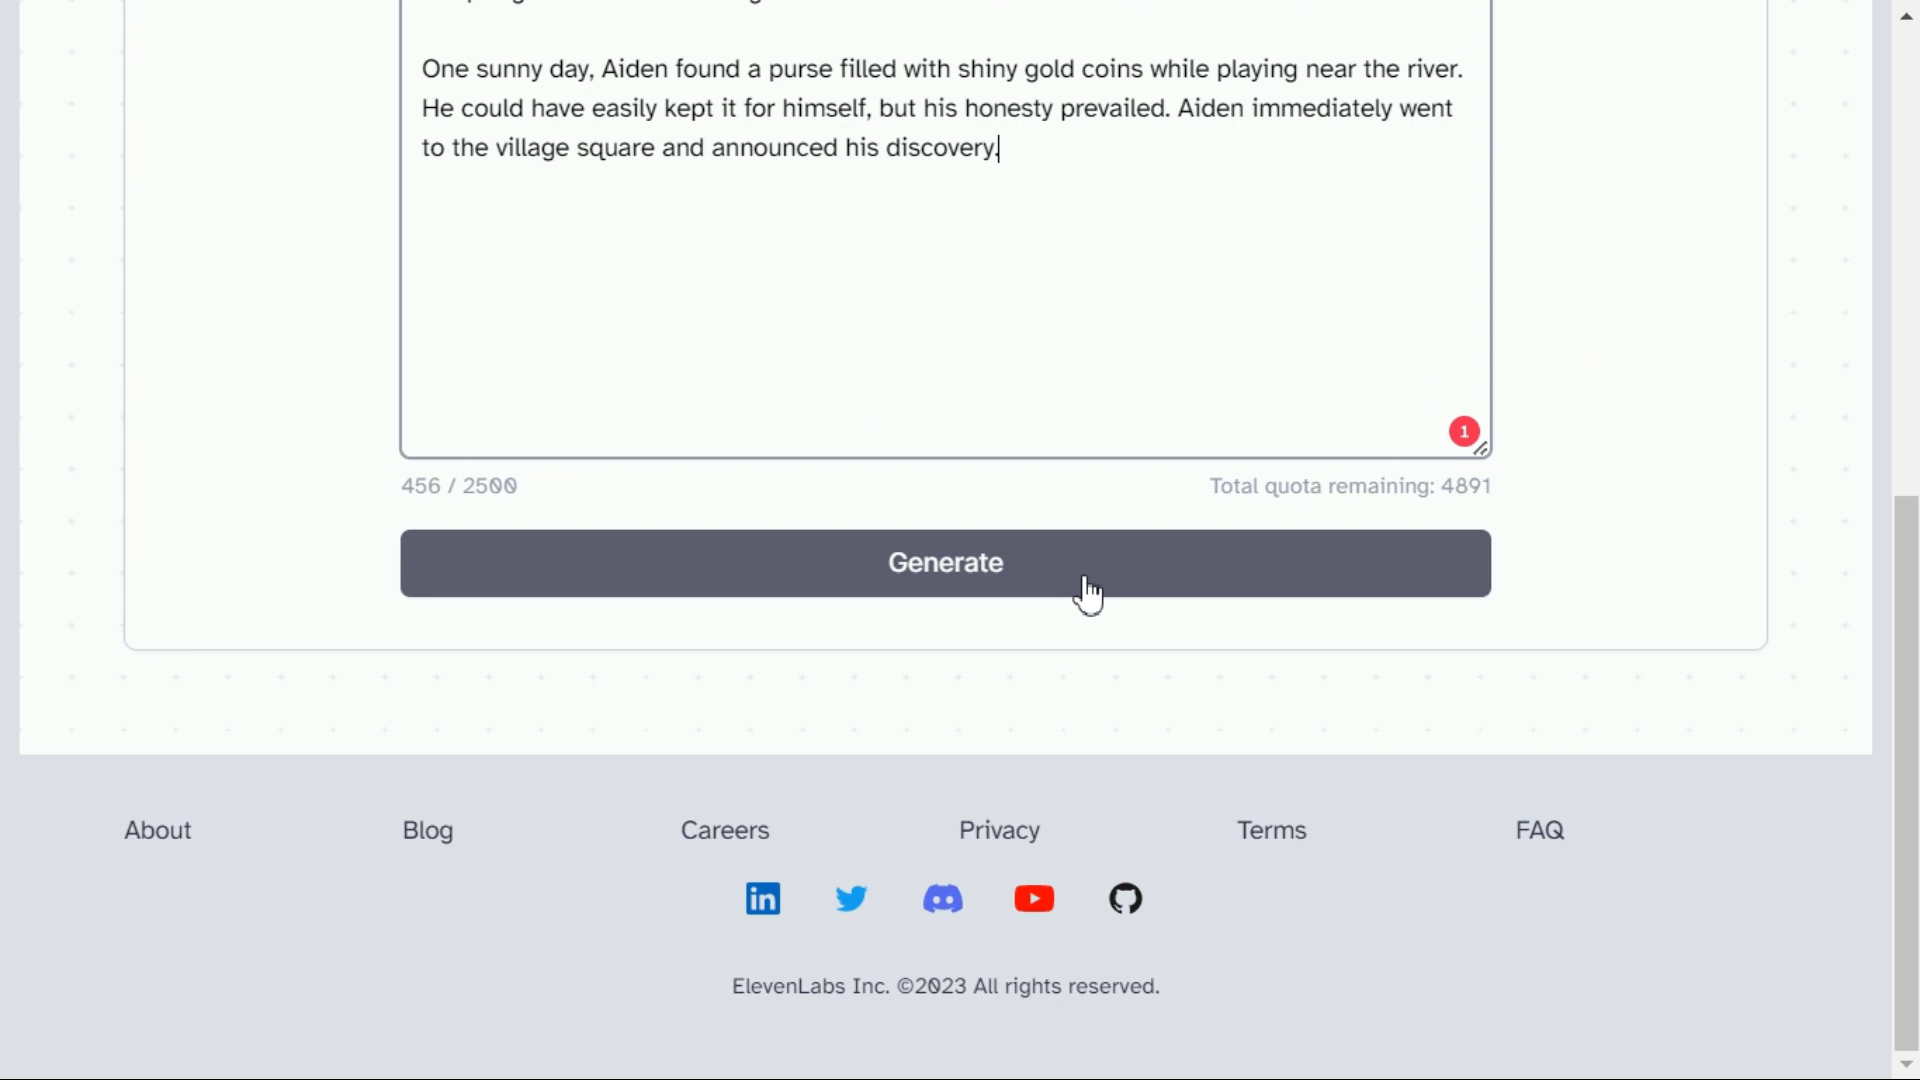 One sunny day, Aiden found a purse filled with shiny gold coins while playing near the river.
He could have easily kept it for himself, but his honesty prevailed. Aiden immediately went
to the village square and announced his discovery.
1
456 / 2500
Total quota remaining: 4891
Generate
About
Blog
Careers
Privacy
Terms
FAQ
in
ElevenLabs Inc. ©2023 All rights reserved.